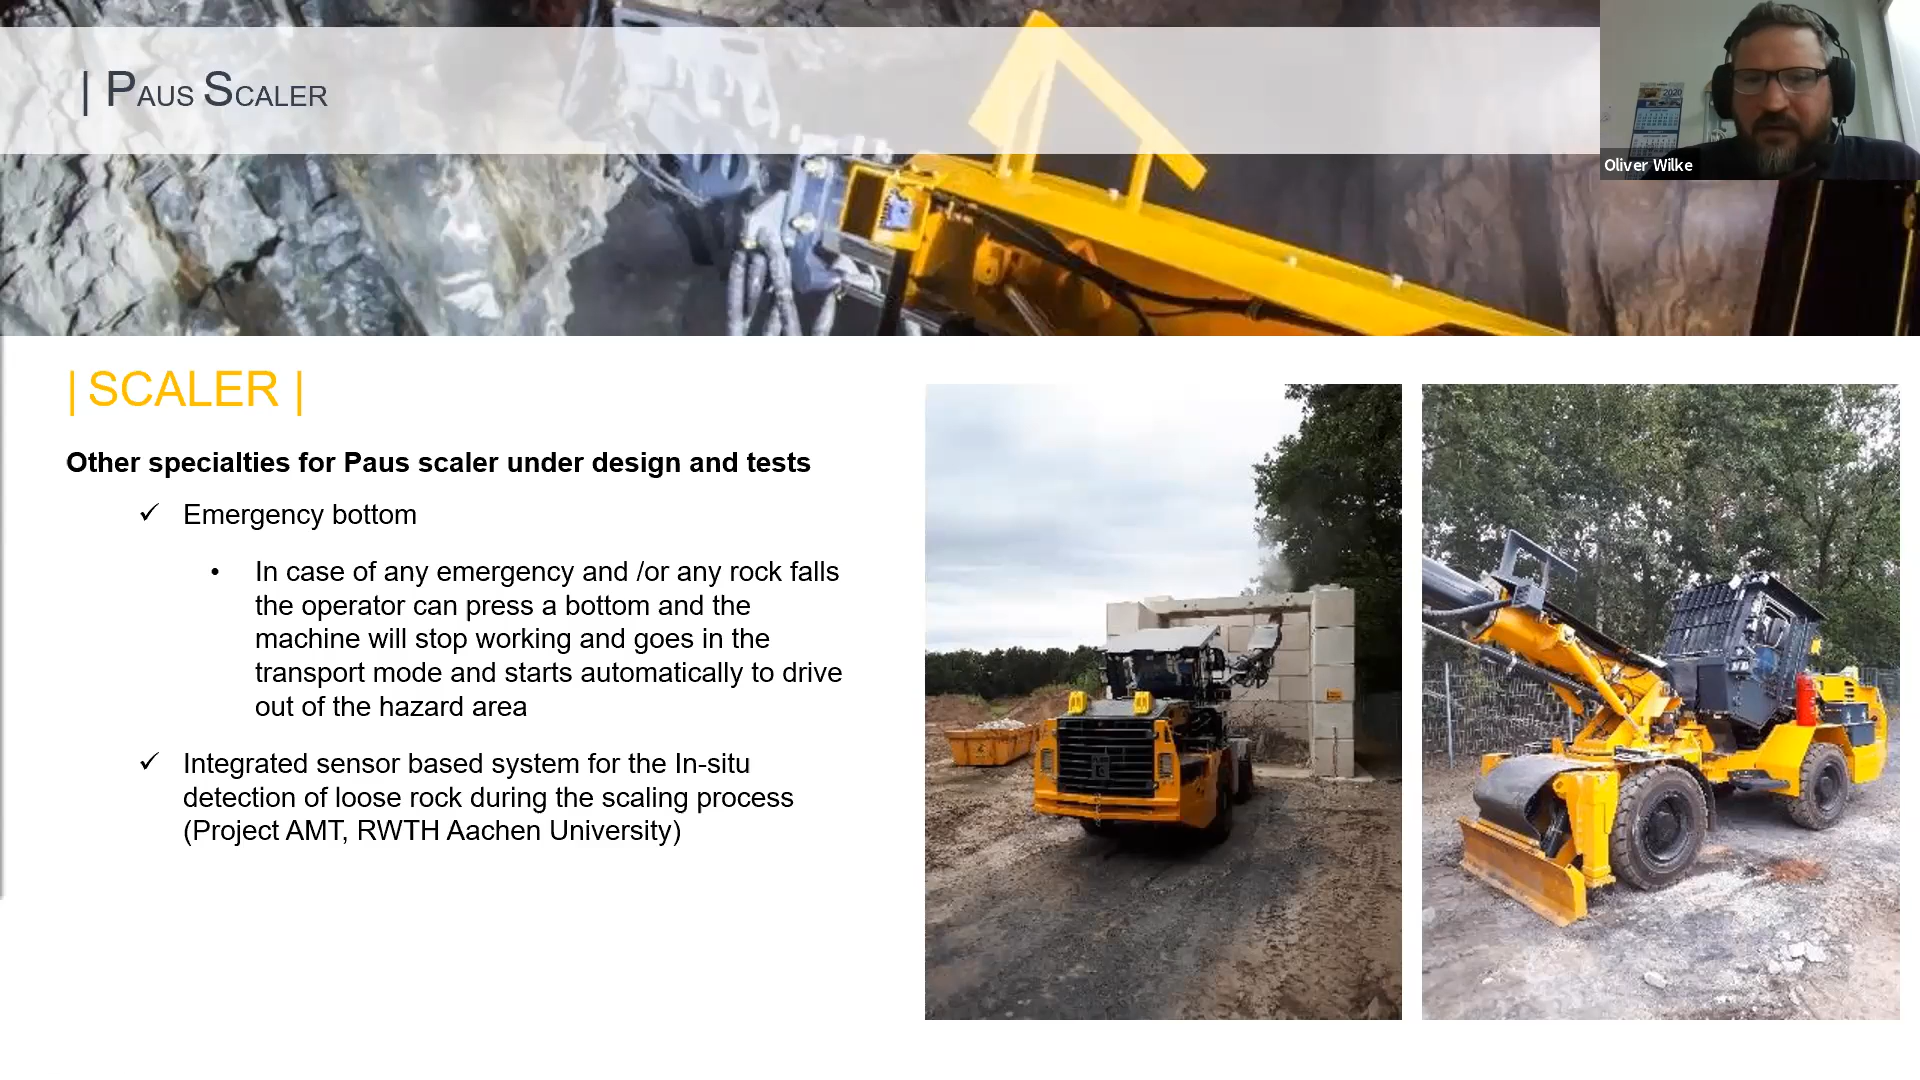 | PAUS SCALER
2020
Oliver Wilke
| SCALER |
Other specialties for Paus scaler under design and tests
✓ Emergency bottom
• In case of any emergency and /or any rock falls
the operator can press a bottom and the
machine will stop working and goes in the
transport mode and starts automatically to drive
out of the hazard area
✓ Integrated sensor based system for the In-situ
detection of loose rock during the scaling process
(Project AMT, RWTH Aachen University)